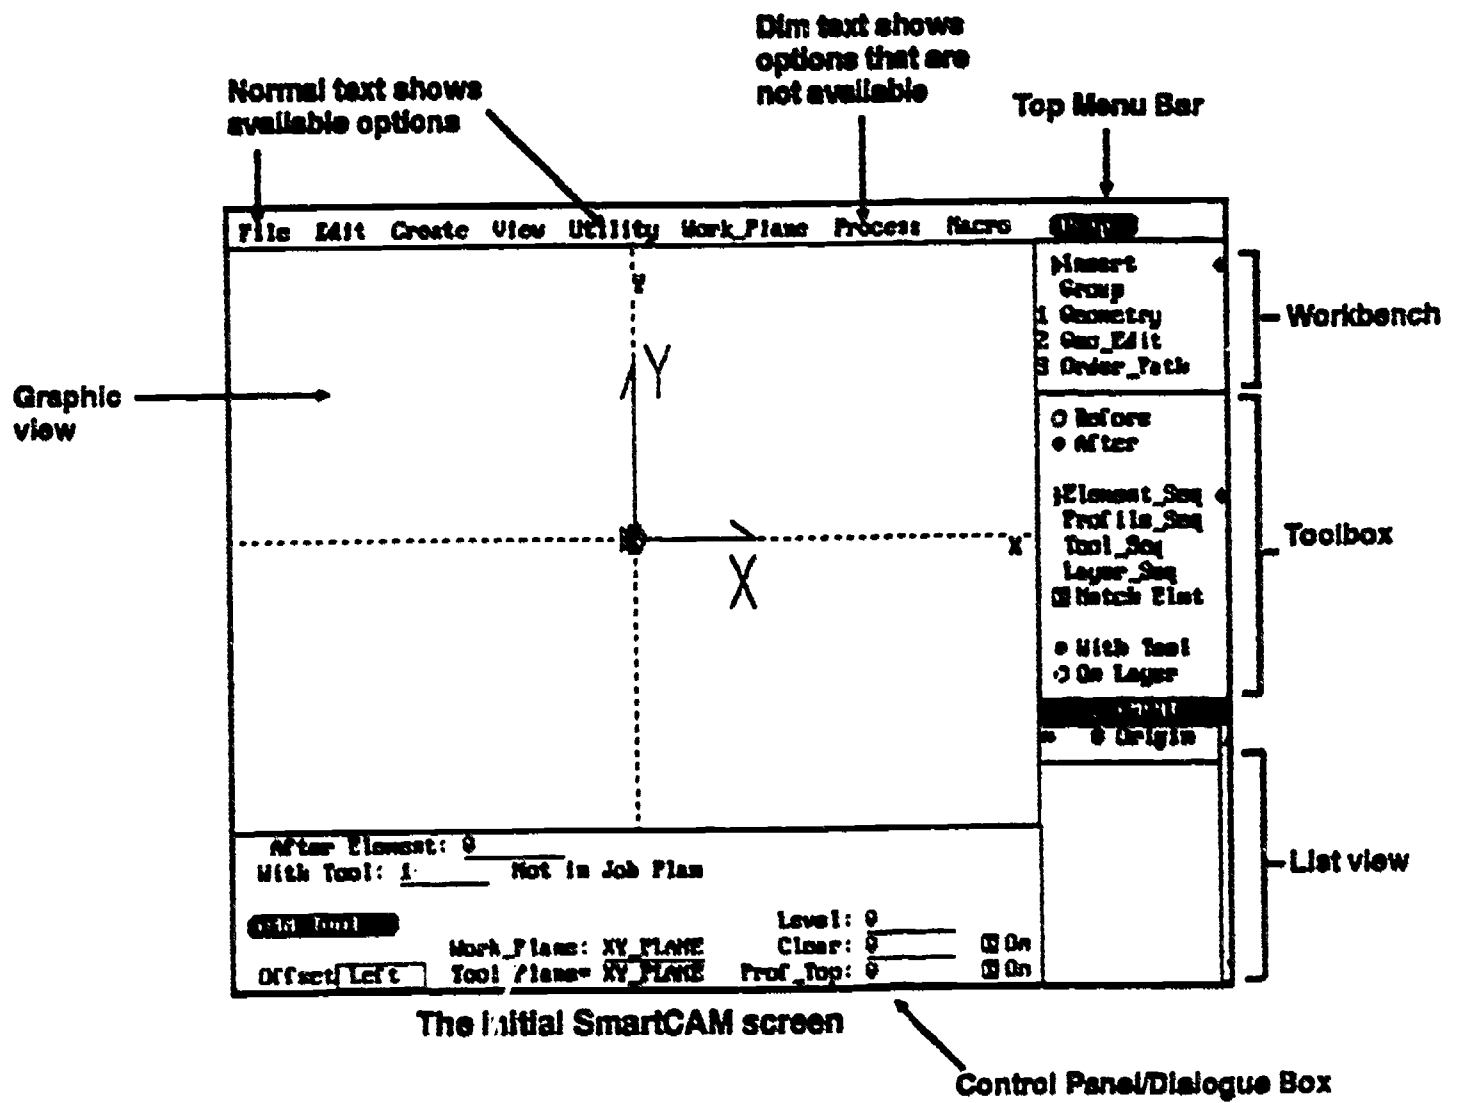 Dim text shows
options that are
not available
Normal text shows
available options
Top Menu Bar
File Edit Create View Utility Work_Plane Process Macro
Insert
Group
1 Geometry
2 Geo_Edit
3 Order_Path
Workbench
Y
Y
Graphic
view
Before
After
Element_Seq
Profile_Seq
Tool_Seq
Layer_Seq
Match Elmt
With Tool
On Layer
Toolbox
X
X
Origin
List view
After Element: 0
With Tool: 1 Not in Job Plan
Add Tool
Level: 0
Work_Plane: XY_PLANE Clear: 0 On
Offset Left Tool Plane= XY_PLANE Prof_Top: 0 On
The initial SmartCAM screen
Control Panel/Dialogue Box